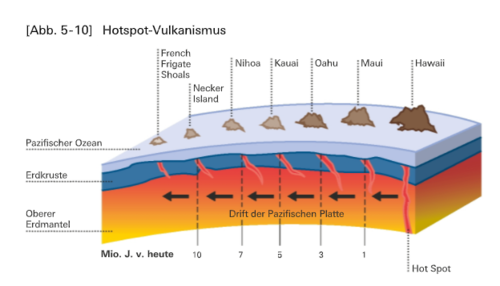 [Abb. 5-10] Hotspot-Vulkanismus
French
Frigate
Shoals
Necker
Island
Nihoa
Kauai
Oahu
Maui
Hawaii
Pazifischer Ozean
Erdkruste
Oberer
Erdmantel
Drift der Pazifischen Platte
Mio. J. v. heute 10 7 5 3 1
Hot Spot